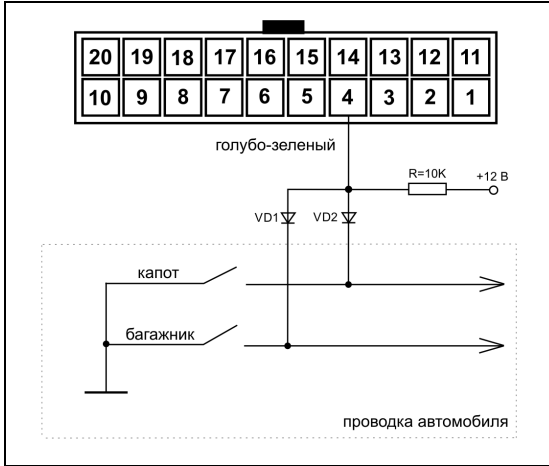 20 19 18 17 16 15 14 13 12 11
10 9 8 7 6 5 4 3 2 1
голубо-зеленый
R=10K
+12 В
VD1
VD2
капот
багажник
проводка автомобиля